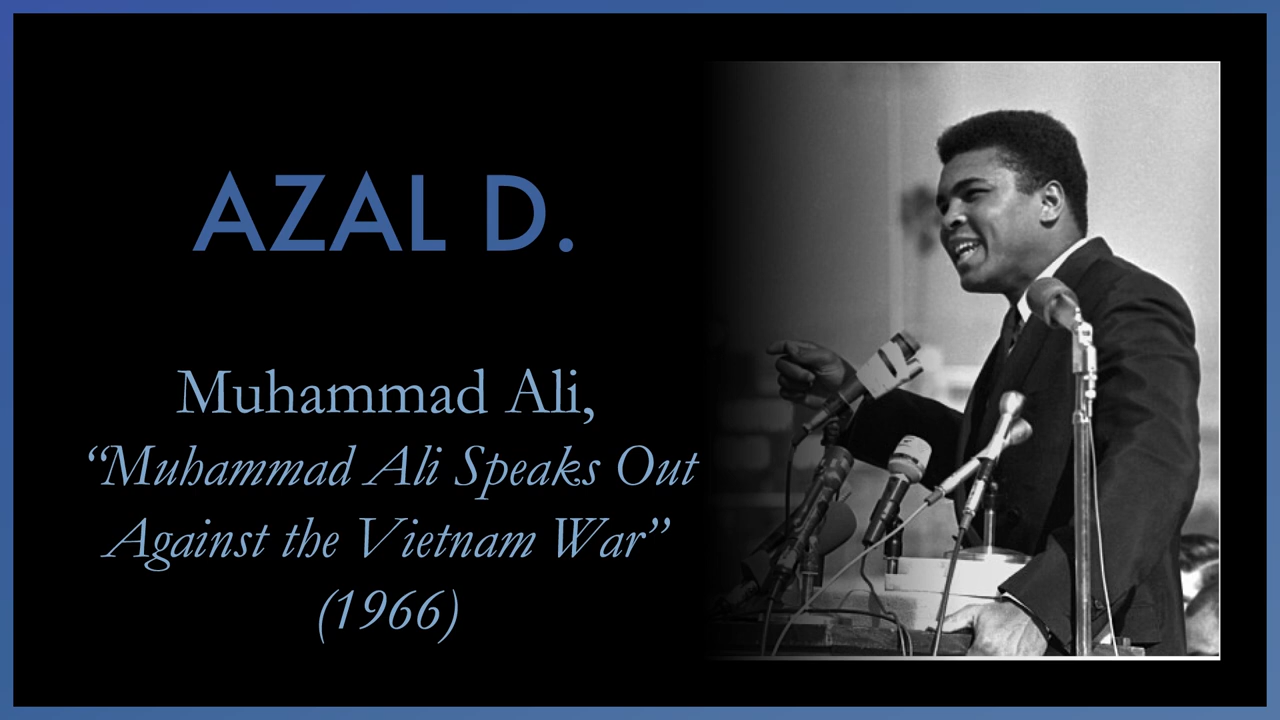 AZAL D.
Muhammad Ali,
“Muhammad Ali Speaks Out
Against the Vietnam War”
(1966)